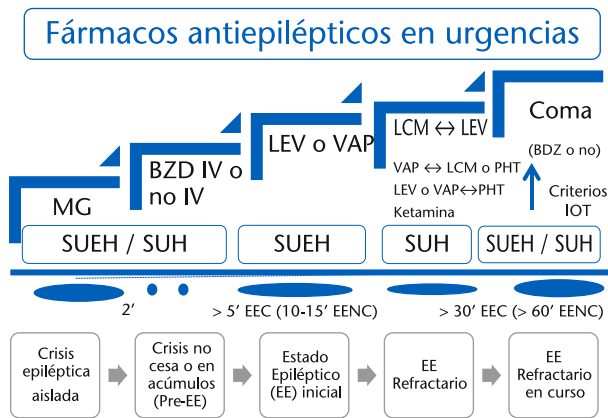 Fármacos antiepilépticos en urgencias
MG
BZD IV o
no IV
LEV o VAP
LCM ↔ LEV
VAP ↔ LCM o PHT
LEV o VAP↔PHT
Ketamina
Coma
(BDZ o no)
Criterios
IOT
SUEH / SUH
SUEH
SUH
SUEH / SUH
2’
> 5’ EEC (10-15’ EENC)
> 30’ EEC (> 60’ EENC)
Crisis
epiléptica
aislada
Crisis no
cesa o en
acúmulos
(Pre-EE)
Estado
Epiléptico
(EE) inicial
EE
Refractario
EE
Refractario
en curso